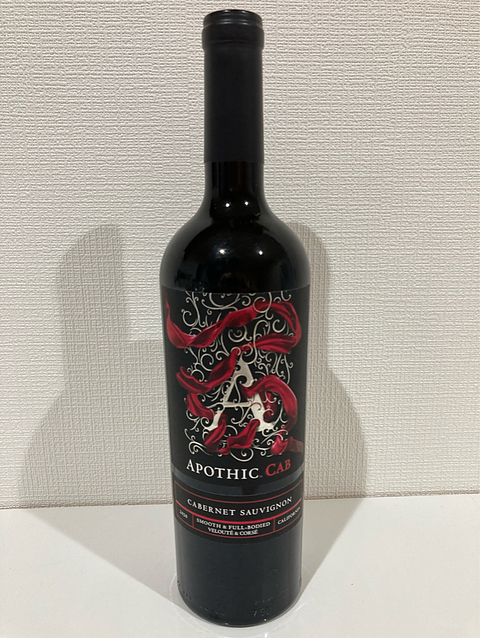 A
APOTHIC CAB
CABERNET SAUVIGNON
SMOOTH & FULL-BODIED
VELOUTÉ & CORSÉ
CALIFORNIA